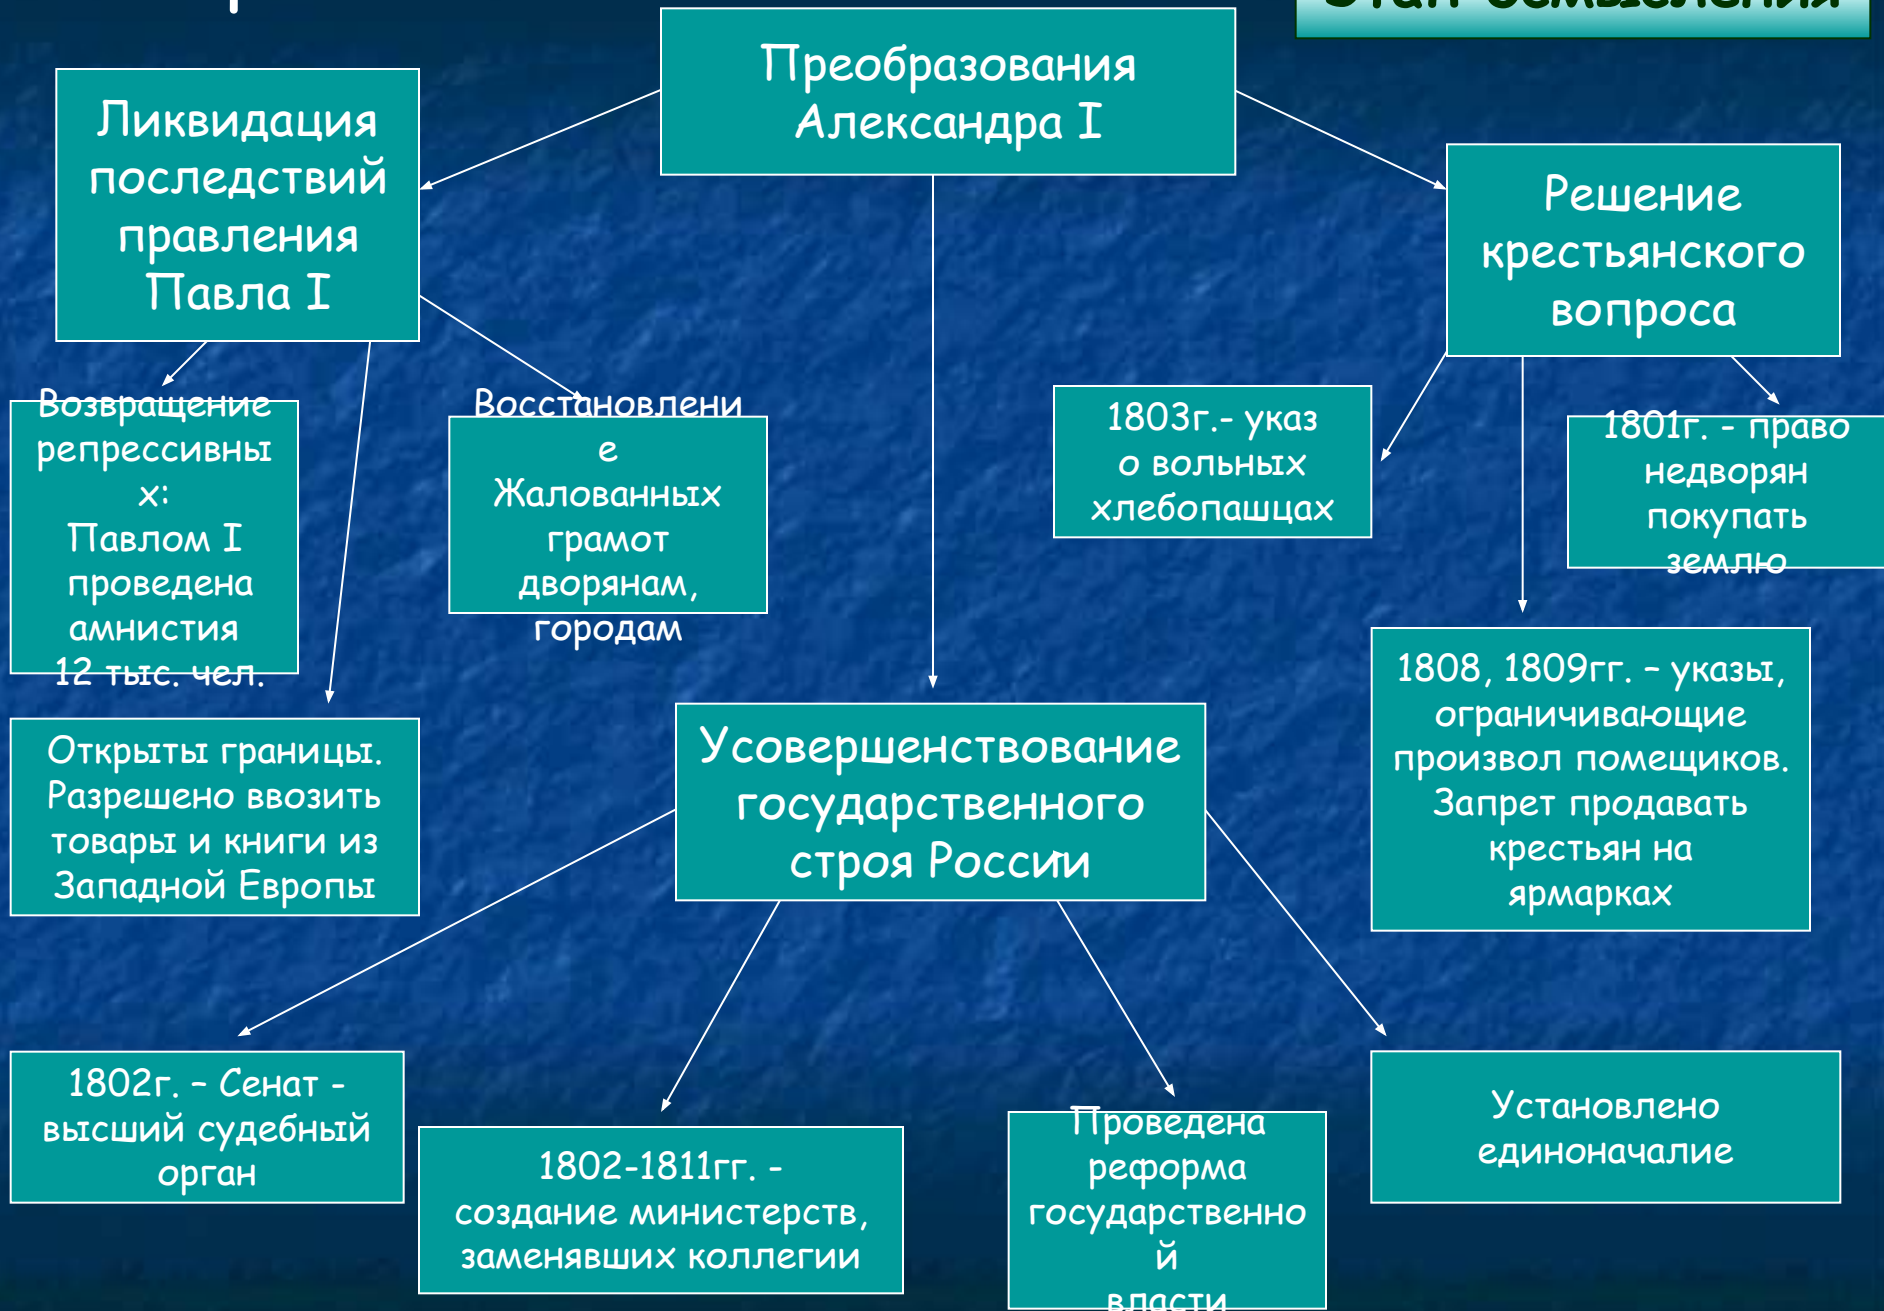 Этап осмысления
Преобразования
Александра I
Ликвидация
последствий
правления
Павла I
Решение
крестьянского
вопроса
Возвращение
репрессивны
х:
Павлом I
проведена
амнистия
12 тыс. чел.
Восстановлени
е
Жалованных
грамот
дворянам,
городам
1803г.- указ
о вольных
хлебопашцах
1801г. - право
недворян
покупать
землю
Открыты границы.
Разрешено ввозить
товары и книги из
Западной Европы
Усовершенствование
государственного
строя России
1808, 1809гг. – указы,
ограничивающие
произвол помещиков.
Запрет продавать
крестьян на
ярмарках
1802г. – Сенат -
высший судебный
орган
1802-1811гг. -
создание министерств,
заменявших коллегии
Проведена
реформа
государственно
й
власти
Установлено
единоначалие